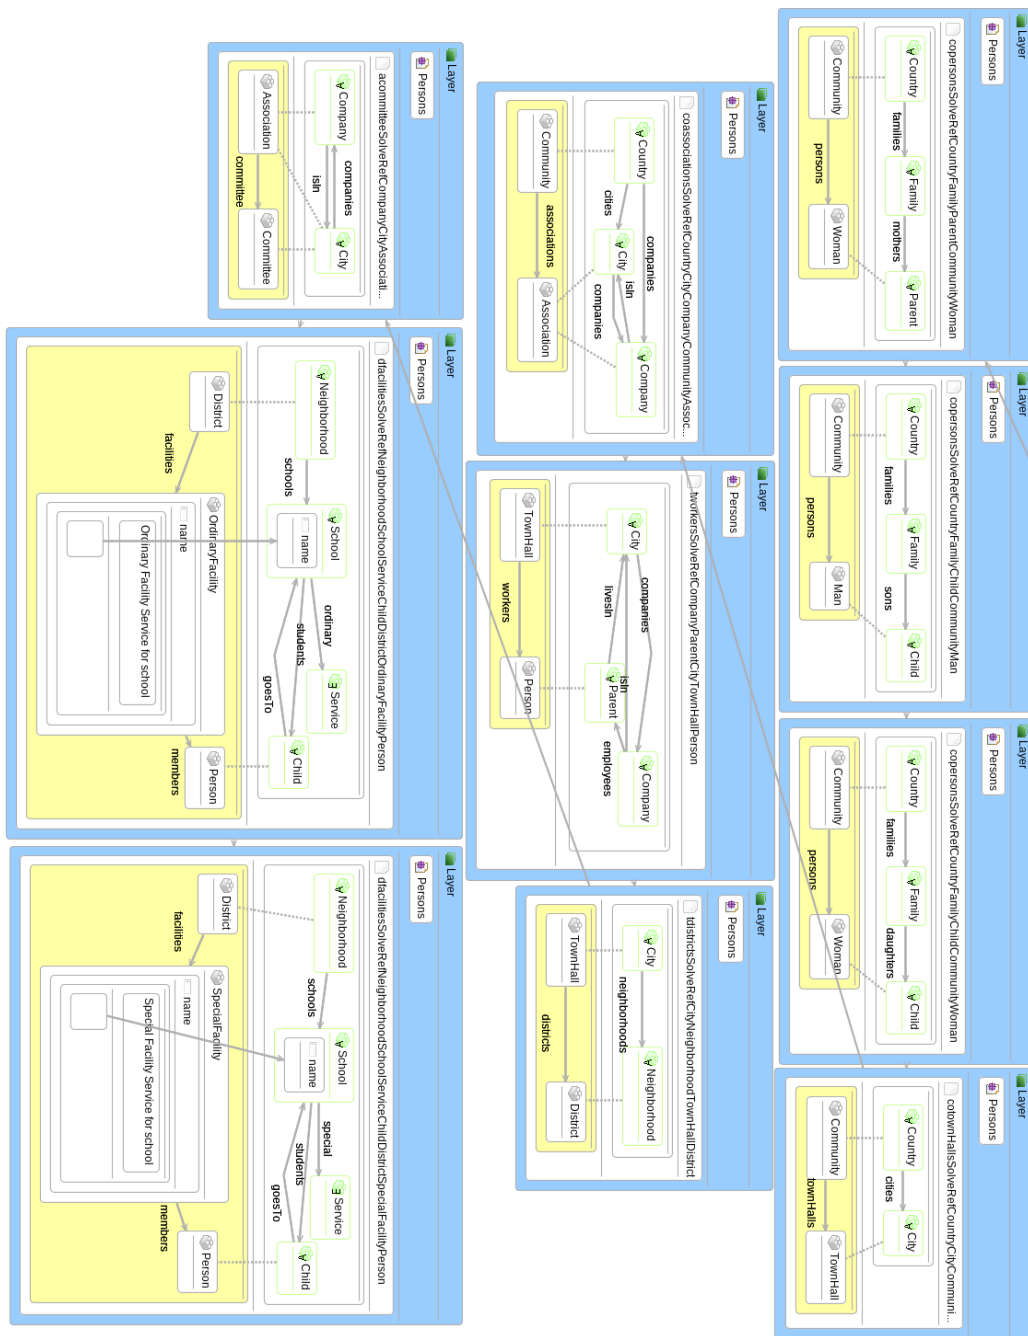 Layer
Persons
copersonsSolveRefCountryFamilyParentCommunityWoman
Country
families
Family
mothers
Parent
Community
persons
Woman
Layer
Persons
copersonsSolveRefCountryFamilyChildCommunityMan
Country
families
Family
sons
Child
Community
persons
Man
Layer
Persons
copersonsSolveRefCountryFamilyChildCommunityWoman
Country
families
Family
daughters
Child
Community
persons
Woman
Layer
Persons
cotownHallsSolveRefCountryCityCommuni...
Country
cities
City
Community
townHalls
TownHall
Layer
Persons
coassociationsSolveRefCountryCityCompanyCommunityAssoc...
Country
companies
cities
City
isIn
companies
Company
Community
associations
Association
Layer
Persons
tworkersSolveRefCompanyParentCityTownHallPerson
City
companies
livesIn
isIn
Parent
employees
Company
TownHall
workers
Person
Layer
Persons
tdistrictsSolveRefCityNeighborhoodTownHallDistrict
City
neighborhoods
Neighborhood
TownHall
districts
District
Layer
Persons
acommitteeSolveRefCompanyCityAssociati...
Company
companies
isIn
City
Association
committee
Committee
Layer
Persons
dfacilitiesSolveRefNeighborhoodSchoolServiceChildDistrictOrdinaryFacilityPerson
Neighborhood
schools
School
name
ordinary
Service
students
goesTo
Child
District
facilities
OrdinaryFacility
name
Ordinary Facility Service for school
members
Person
Layer
Persons
dfacilitiesSolveRefNeighborhoodSchoolServiceChildDistrictSpecialFacilityPerson
Neighborhood
schools
School
name
special
Service
students
goesTo
Child
District
facilities
SpecialFacility
name
Special Facility Service for school
members
Person